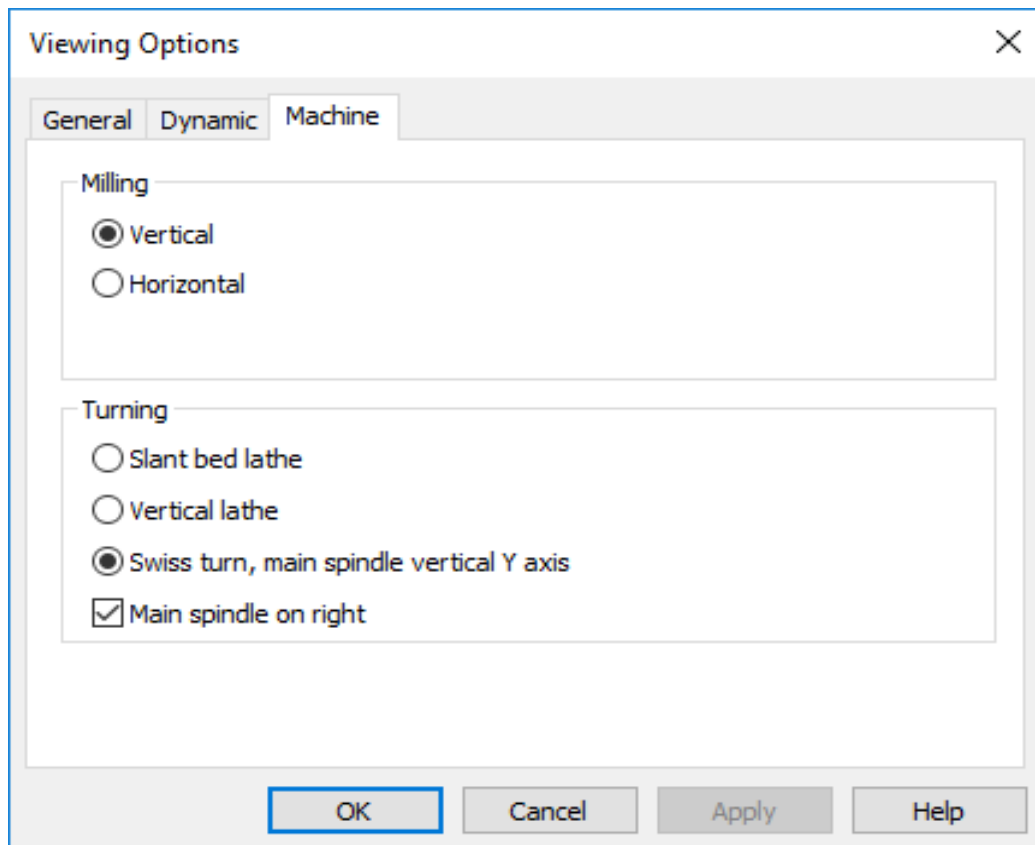 Viewing Options
General Dynamic Machine
Milling
Vertical
Horizontal
Turning
Slant bed lathe
Vertical lathe
Swiss turn, main spindle vertical Y axis
Main spindle on right
OK Cancel Apply Help